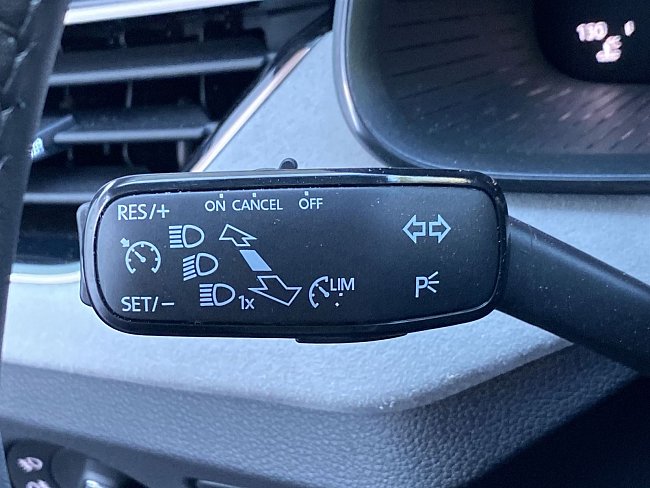 130
ON CANCEL OFF
RES/+
LIM
SET/−
1x
P